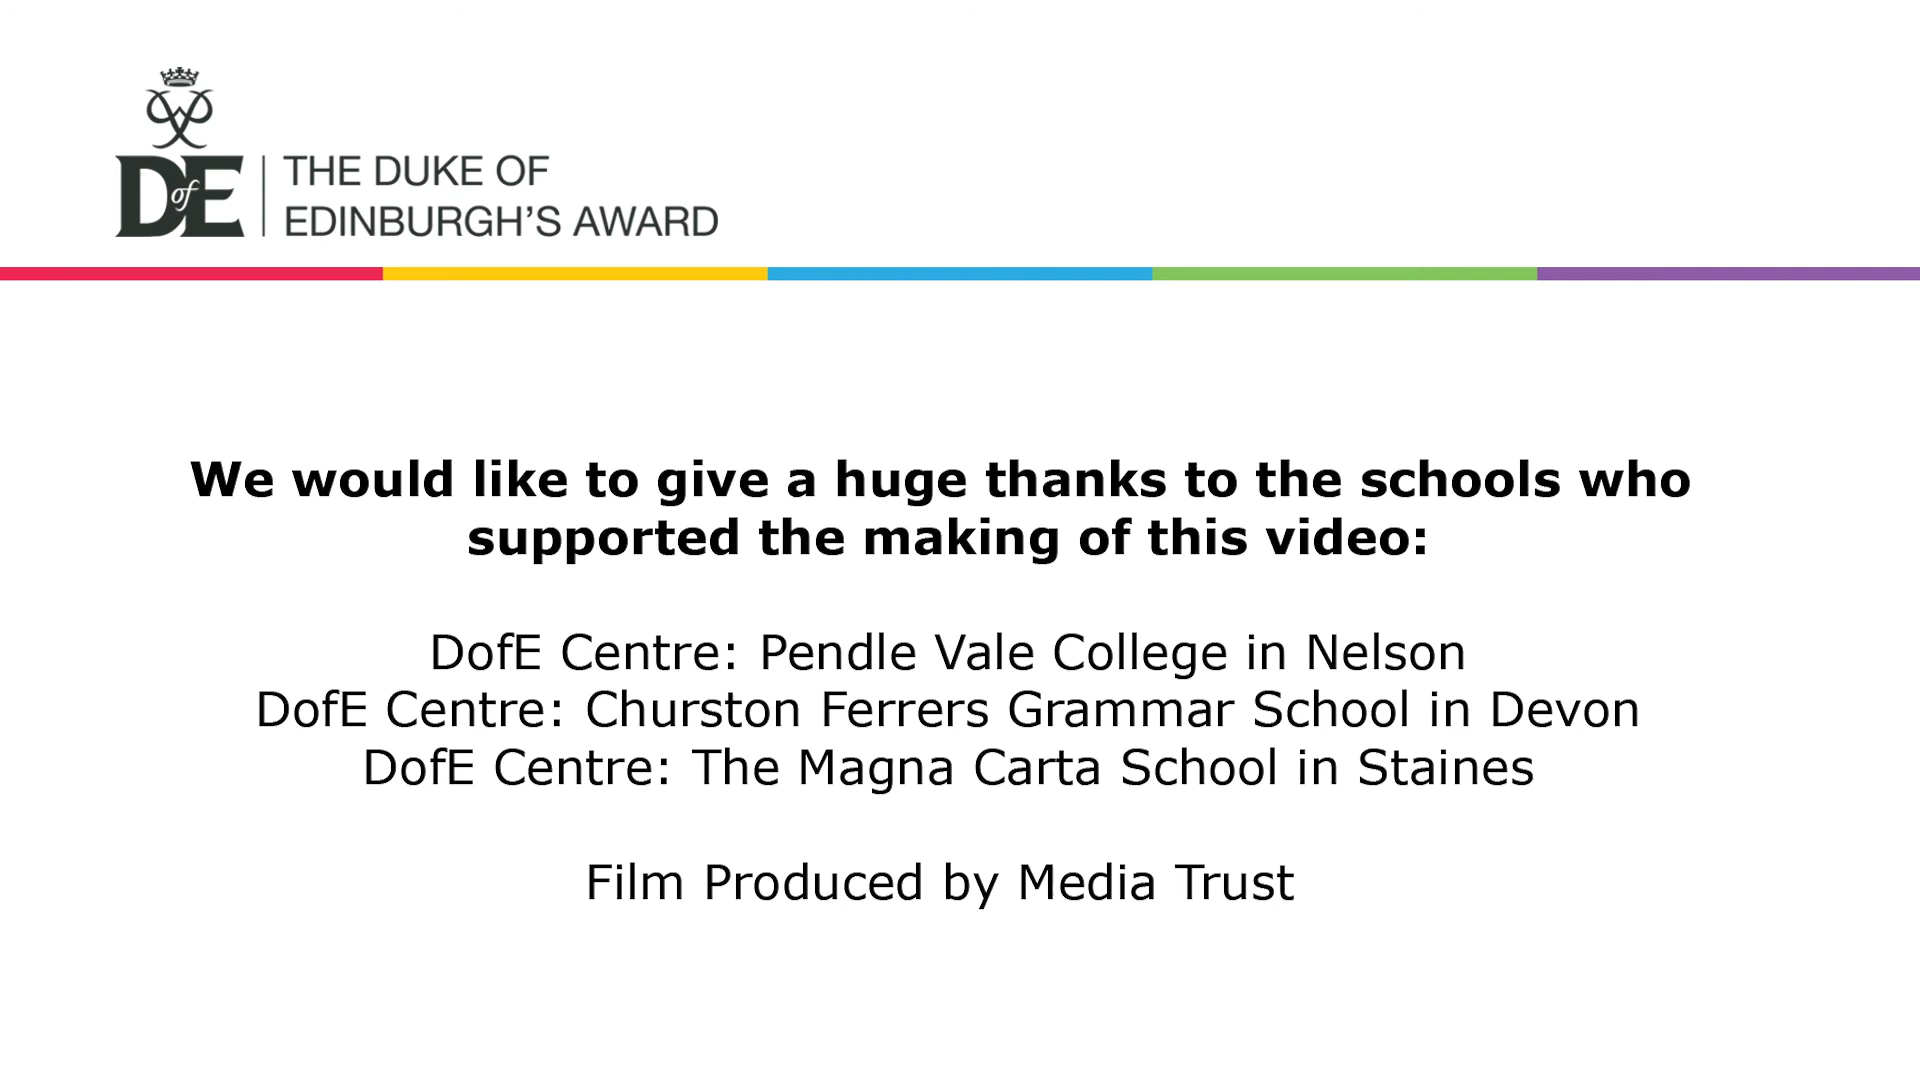 DofE
THE DUKE OF
EDINBURGH'S AWARD
We would like to give a huge thanks to the schools who
supported the making of this video:
DofE Centre: Pendle Vale College in Nelson
DofE Centre: Churston Ferrers Grammar School in Devon
DofE Centre: The Magna Carta School in Staines
Film Produced by Media Trust